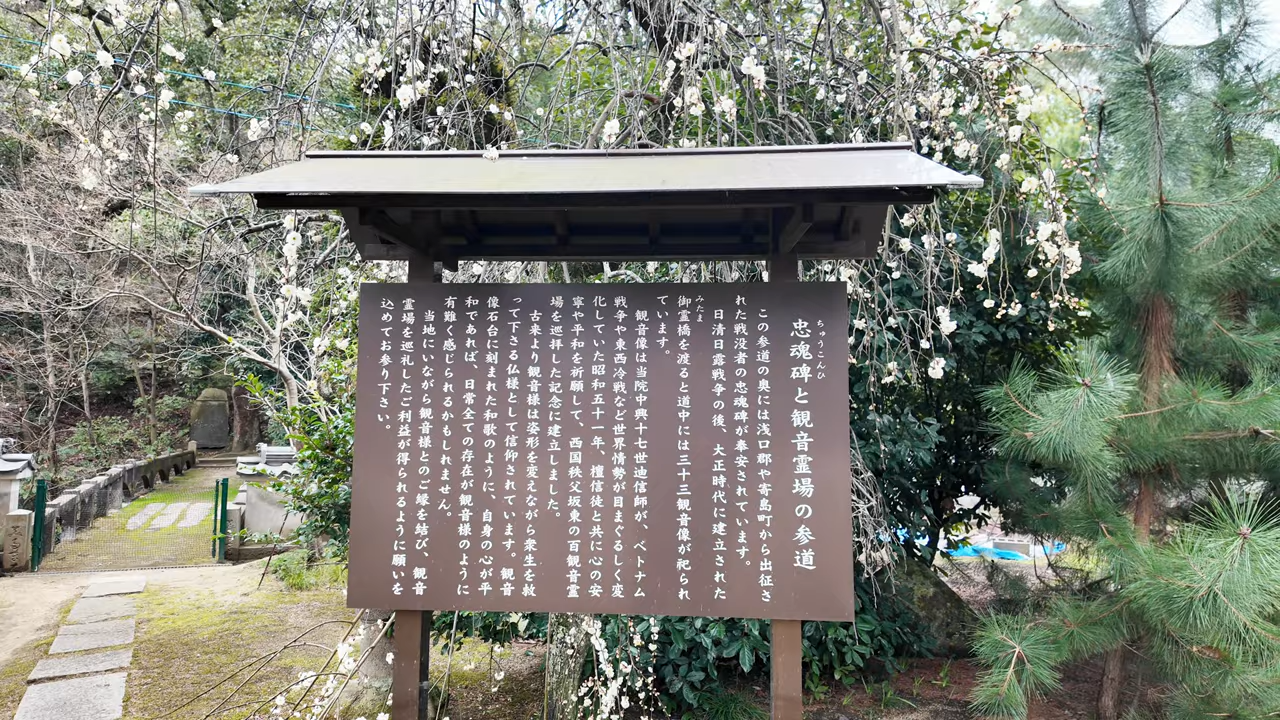 忠魂碑と観音霊場の参道
ちゅうこんひ
この参道の奥には浅口郡や寄島町から出征さ
れた戦没者の忠魂碑が奉安されています。
日清日露戦争の後、大正時代に建立された
御霊橋を渡ると道中には三十三観音像が祀られ
みたま
ています。
観音像は当院中興十七世迪信師が、ベトナム
戦争や東西冷戦など世界情勢が目まぐるしく変
化していた昭和五十一年、檀信徒と共に心の安
寧や平和を祈願して、西国秩父坂東の百観音霊
場を巡拝した記念に建立しました。
古来より観音様は姿形を変えながら衆生を救
って下さる仏様として信仰されています。観音
像石台に刻まれた和歌のように、自身の心が平
和であれば、日常全ての存在が観音様のように
有難く感じられるかもしれません。
当地にいながら観音様とのご縁を結び、観音
霊場を巡礼したご利益が得られるように願いを
込めてお参り下さい。